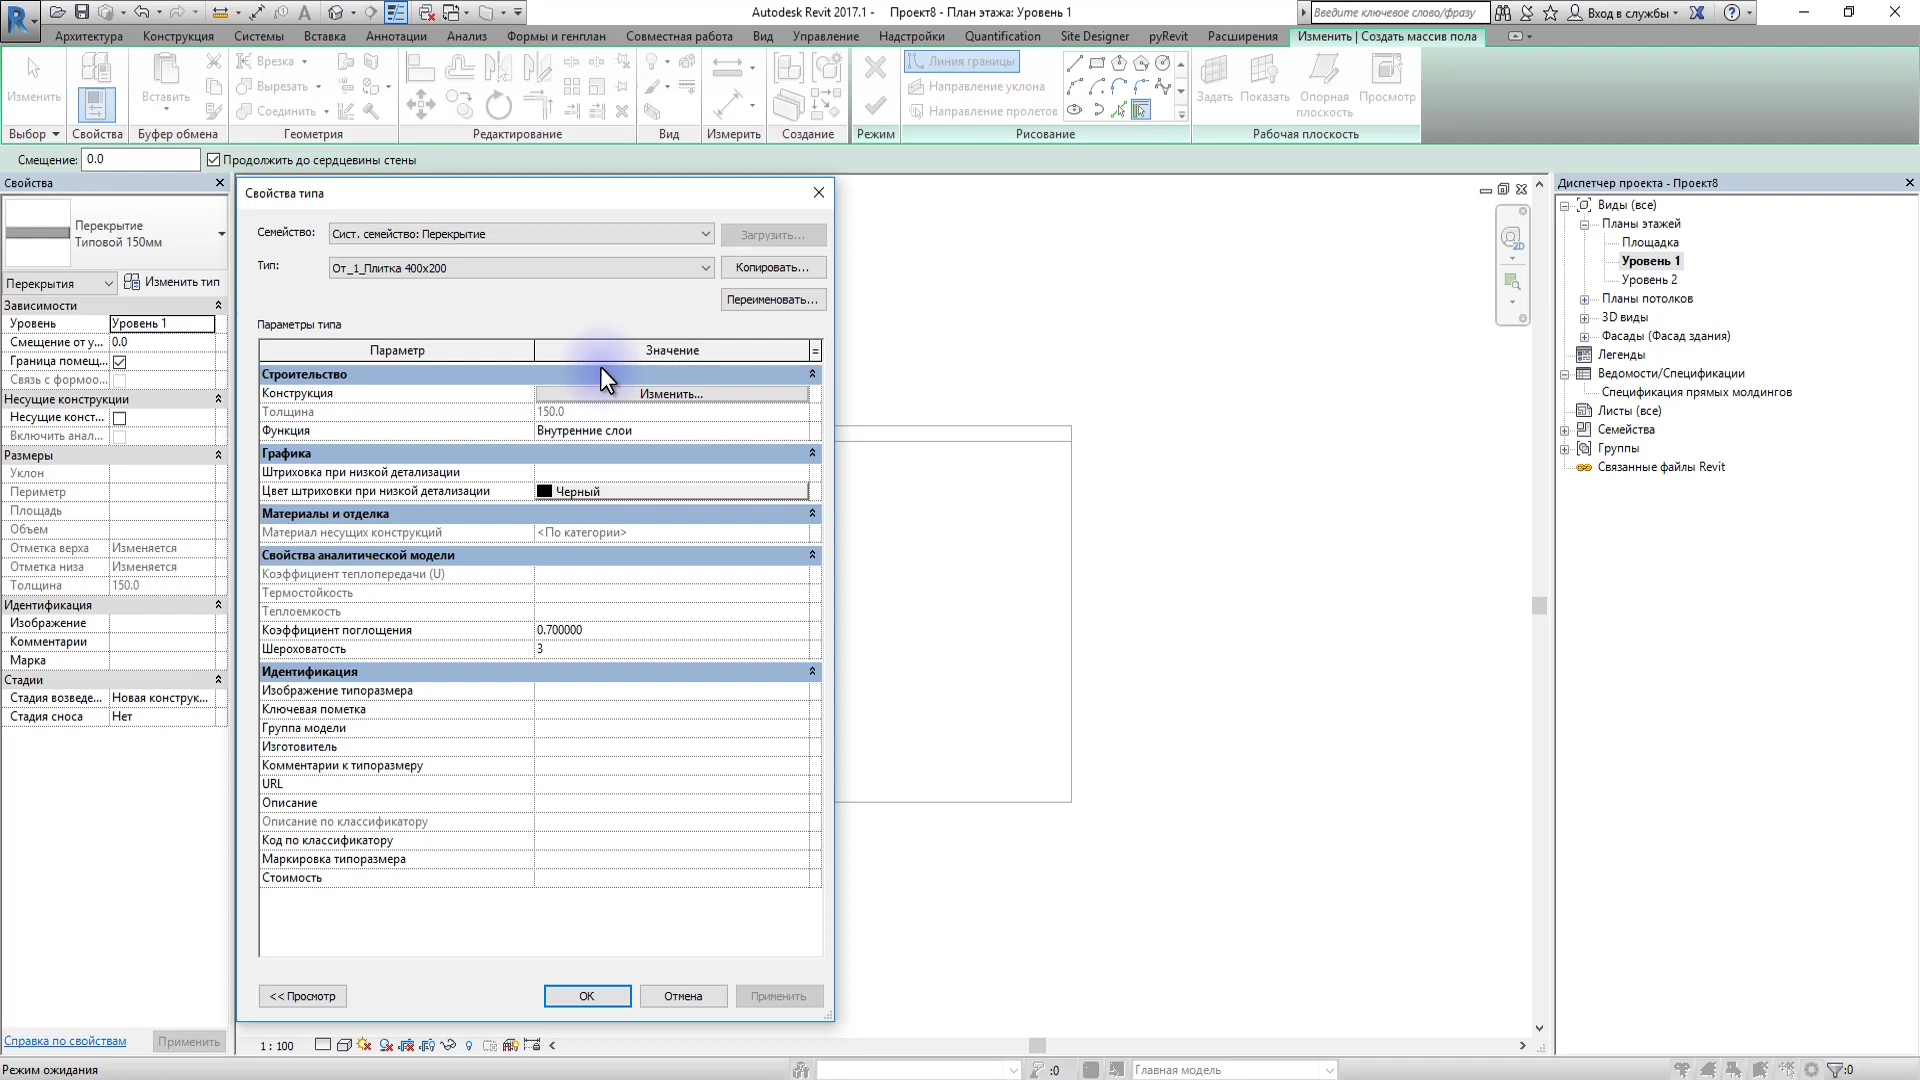 Autodesk Revit 2017.1 - Проект8 - План этажа: Уровень 1
Введите ключевое слово/фразу
Вход в службы
Архитектура Конструкция Системы Вставка Аннотации Анализ Формы и генплан Совместная работа Вид Управление Надстройки Quantification Site Designer pyRevit Расширения Изменить | Создать массив пола
Врезка
Линия границы
Вырезать
Направление уклона
Изменить
Вставить
Задать Показать Опорная плоскость Просмотр
Соединить
Направление пролетов
Выбор Свойства Буфер обмена Геометрия Редактирование Вид Измерить Создание Режим Рисование Рабочая плоскость
Смещение: 0.0 Продолжить до сердцевины стены
Свойства
Перекрытие
Типовой 150мм
Перекрытия Изменить тип
Зависимости
Уровень Уровень 1
Смещение от у... 0.0
Граница помещ...
Связь с формоо...
Несущие конструкции
Несущие конст...
Включить анал...
Размеры
Уклон
Периметр
Площадь
Объем
Отметка верха Изменяется
Отметка низа Изменяется
Толщина 150.0
Идентификация
Изображение
Комментарии
Марка
Стадии
Стадия возведе... Новая конструк...
Стадия сноса Нет
Справка по свойствам Применить
Свойства типа
Семейство: Сист. семейство: Перекрытие Загрузить...
Тип: От_1_Плитка 400х200 Копировать...
Переименовать...
Параметры типа
Параметр Значение =
Строительство
Конструкция Изменить...
Толщина 150.0
Функция Внутренние слои
Графика
Штриховка при низкой детализации
Цвет штриховки при низкой детализации Черный
Материалы и отделка
Материал несущих конструкций <По категории>
Свойства аналитической модели
Коэффициент теплопередачи (U)
Термостойкость
Теплоемкость
Коэффициент поглощения 0.700000
Шероховатость 3
Идентификация
Изображение типоразмера
Ключевая пометка
Группа модели
Изготовитель
Комментарии к типоразмеру
URL
Описание
Описание по классификатору
Код по классификатору
Маркировка типоразмера
Стоимость
<< Просмотр OK Отмена Применить
2D
Диспетчер проекта - Проект8
Виды (все)
Планы этажей
Площадка
Уровень 1
Уровень 2
Планы потолков
3D виды
Фасады (Фасад здания)
Легенды
Ведомости/Спецификации
Спецификация прямых молдингов
Листы (все)
Семейства
Группы
Связанные файлы Revit
1 : 100
Режим ожидания
:0
Главная модель
:0